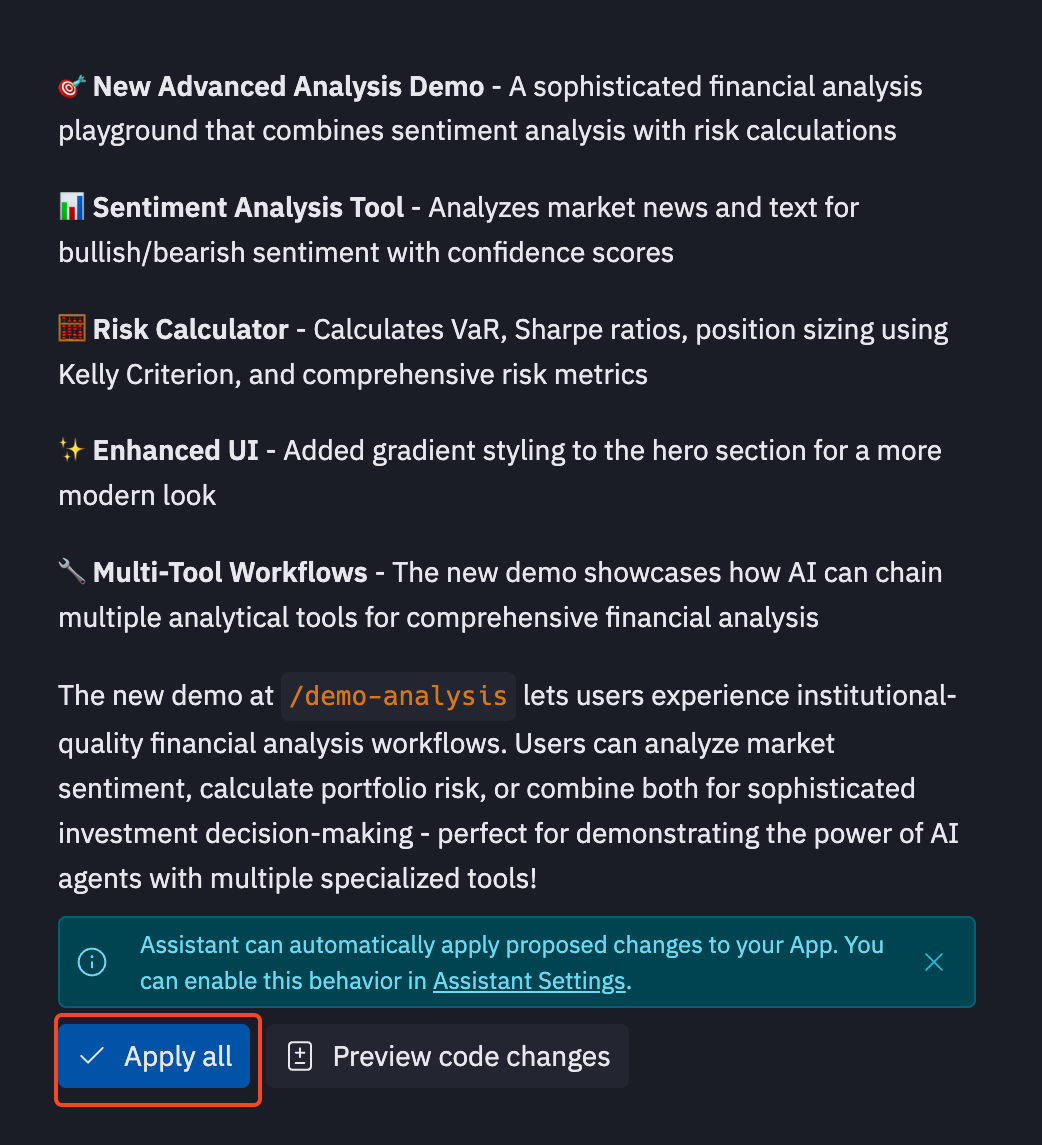 🎯 New Advanced Analysis Demo - A sophisticated financial analysis
playground that combines sentiment analysis with risk calculations
📊 Sentiment Analysis Tool - Analyzes market news and text for
bullish/bearish sentiment with confidence scores
🧮 Risk Calculator - Calculates VaR, Sharpe ratios, position sizing using
Kelly Criterion, and comprehensive risk metrics
✨ Enhanced UI - Added gradient styling to the hero section for a more
modern look
🔧 Multi-Tool Workflows - The new demo showcases how AI can chain
multiple analytical tools for comprehensive financial analysis
The new demo at /demo-analysis lets users experience institutional-
quality financial analysis workflows. Users can analyze market
sentiment, calculate portfolio risk, or combine both for sophisticated
investment decision-making - perfect for demonstrating the power of AI
agents with multiple specialized tools!
Assistant can automatically apply proposed changes to your App. You
can enable this behavior in Assistant Settings.
Apply all
Preview code changes